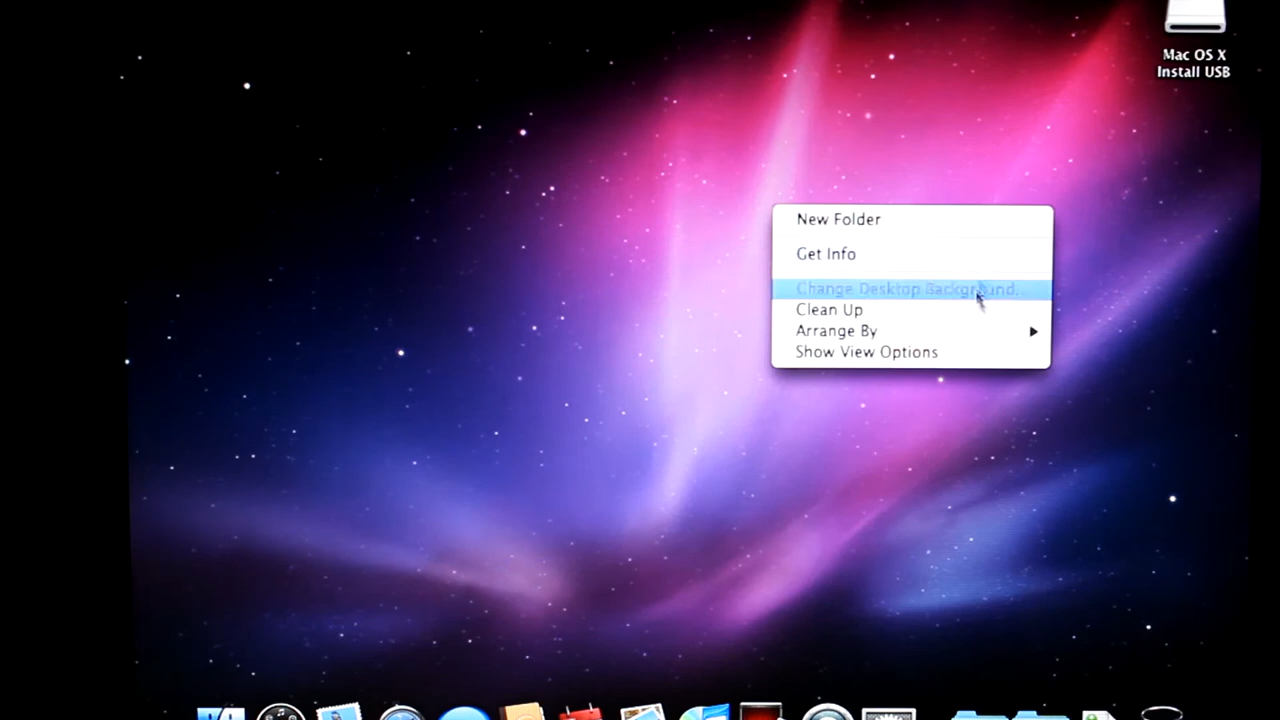 Mac OS X
Install USB
New Folder
Get Info
Change Desktop Background...
Clean Up
Arrange By
Show View Options